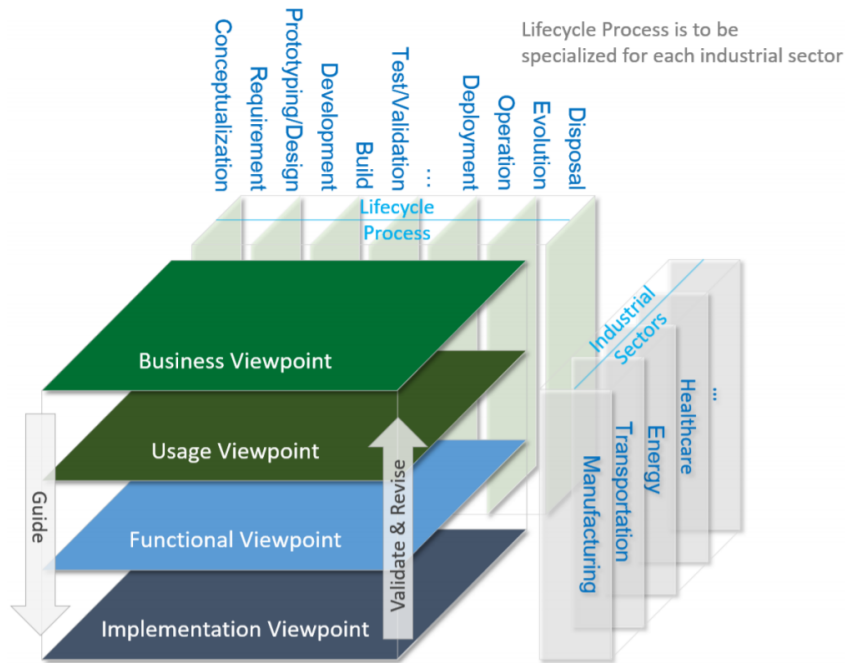 Lifecycle Process is to be
specialized for each industrial sector
Conceptualization
Requirement
Prototyping/Design
Development
Build
Test/Validation
...
Deployment
Operation
Evolution
Disposal
Lifecycle
Process
Business Viewpoint
Usage Viewpoint
Functional Viewpoint
Implementation Viewpoint
Guide
Validate & Revise
Industrial
Sectors
Manufacturing
Transportation
Energy
Healthcare
...